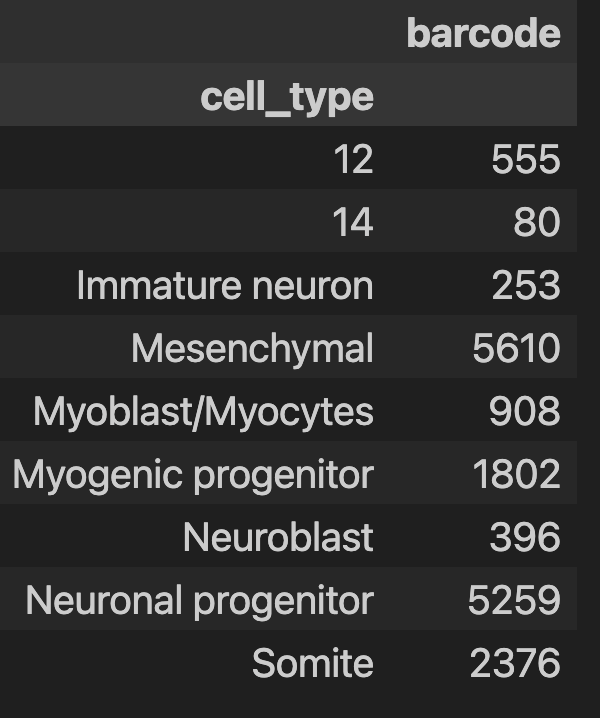 barcode
cell_type
12 555
14 80
Immature neuron 253
Mesenchymal 5610
Myoblast/Myocytes 908
Myogenic progenitor 1802
Neuroblast 396
Neuronal progenitor 5259
Somite 2376